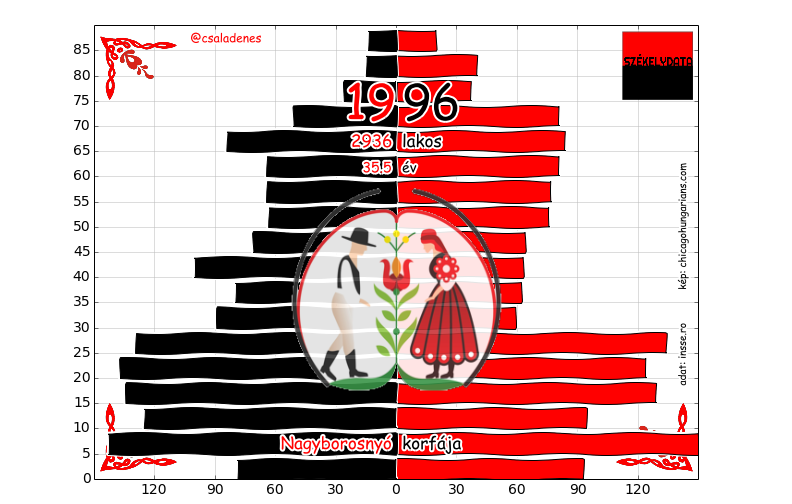 @csaladenes
SZÉKELYDATA
1996
2936 lakos
35.5 év
kép: chicagohungarians.com
adat: insse.ro
Nagyborosnyó korfája
85
80
75
70
65
60
55
50
45
40
35
30
25
20
15
10
5
0
120 90 60 30 0 30 60 90 120